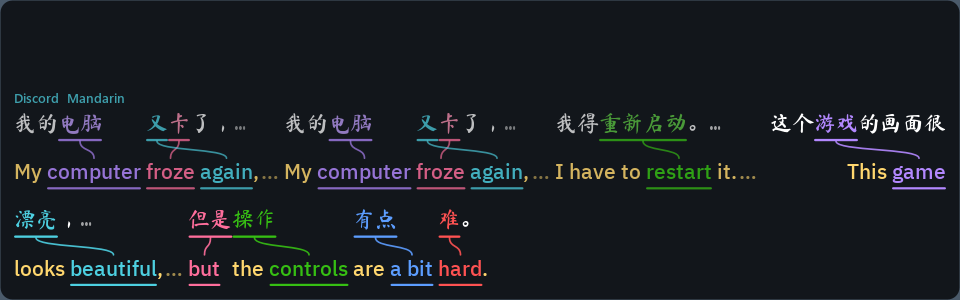 Discord Mandarin
我的电脑 又卡了，… 我的电脑 又卡了，… 我得重新启动。… 这个游戏的画面很
My computer froze again,… My computer froze again,… I have to restart it.… This game
漂亮，… 但是操作 有点 难。
looks beautiful,… but the controls are a bit hard.